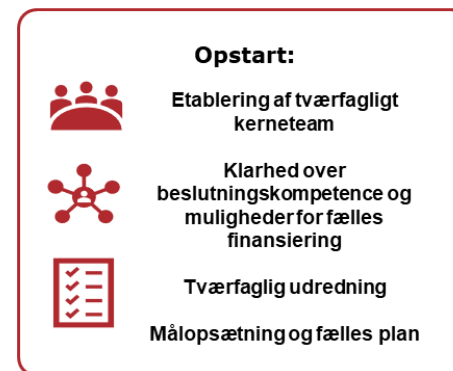 Opstart:
Etablering af tværfagligt
kerneteam
Klarhed over
beslutningskompetence og
muligheder for fælles
finansiering
Tværfaglig udredning
Målopsætning og fælles plan